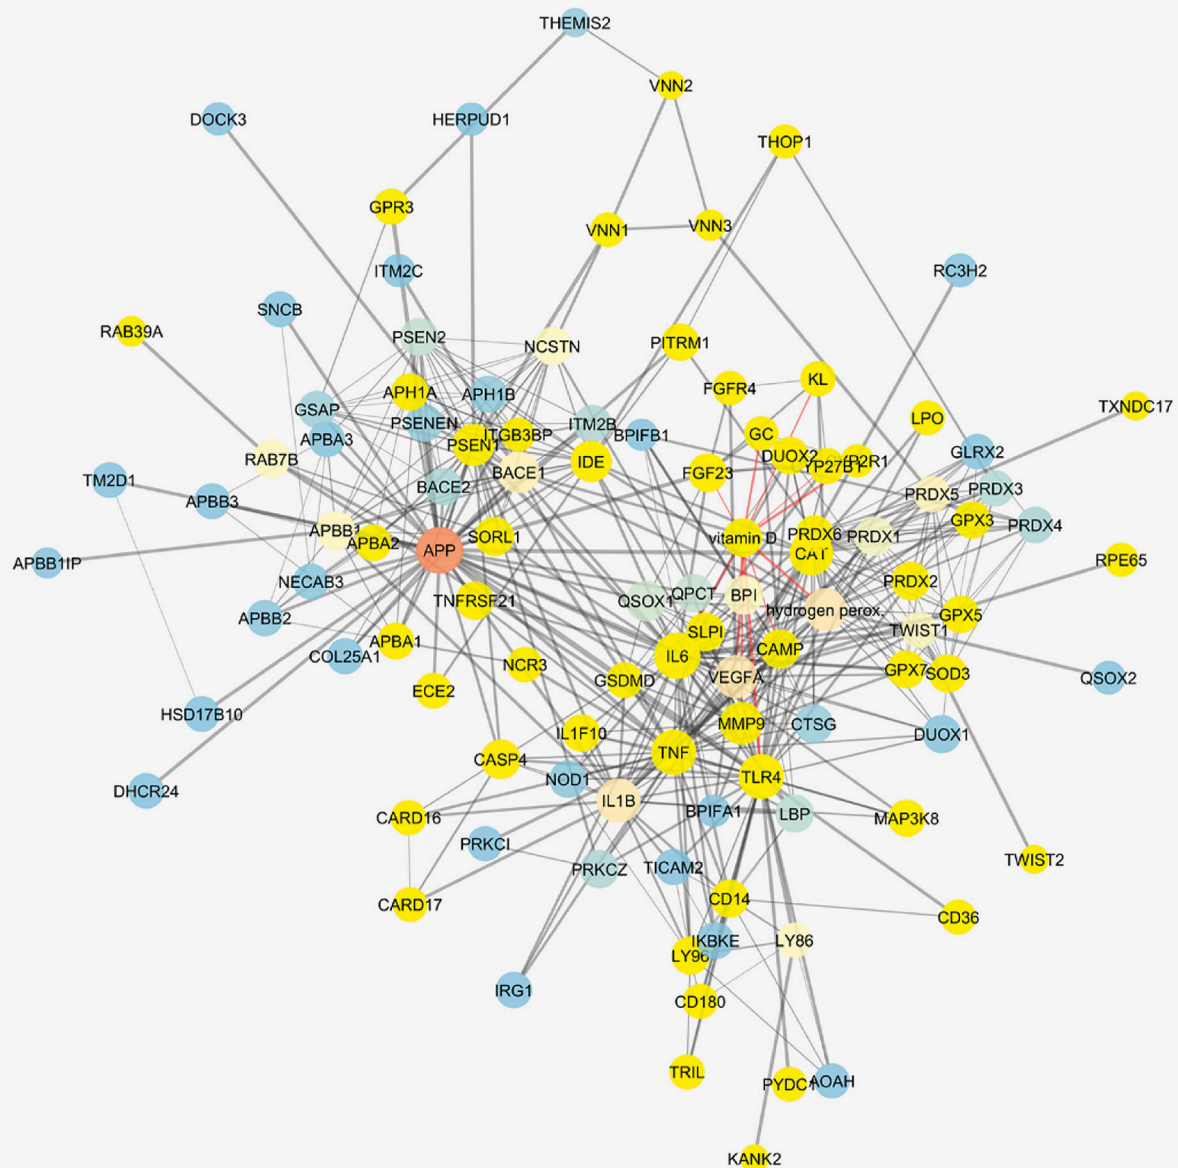 THEMIS2
VNN2
DOCK3
HERPUD1
THOP1
GPR3
VNN1
VNN3
ITM2C
RC3H2
SNCB
RAB39A
PSEN2
NCSTN
PITRM1
KL
FGFR4
APH1A
APH1B
TXNDC17
GSAP
PSENEN
ITM2B
LPO
APBA3
ITGB3BP
BPIFB1
GC
PSEN1
GLRX2
RAB7B
BACE1
IDE
FGF23
DUOX2
CYP27B1
P2R1
TM2D1
BACE2
PRDX5
PRDX3
APBB3
GPX3
PRDX4
APBB1
APBA2
APP
SORL1
vitamin D
PRDX6
PRDX1
CAT
APBB1IP
RPE65
NECAB3
PRDX2
TNFRSF21
QSOX1
QPCT
BPI
hydrogen perox.
GPX5
APBB2
TWIST1
APBA1
SLPI
COL25A1
NCR3
IL6
CAMP
GPX7
SOD3
ECE2
GSDMD
VEGFA
QSOX2
HSD17B10
IL1F10
MMP9
CTSG
DUOX1
CASP4
TNF
NOD1
TLR4
DHCR24
IL1B
CARD16
BPIFA1
LBP
MAP3K8
PRKCI
PRKCZ
TICAM2
TWIST2
CARD17
CD14
CD36
IKBKE
LY86
LY96
IRG1
CD180
TRIL
PYDC1
AOAH
KANK2